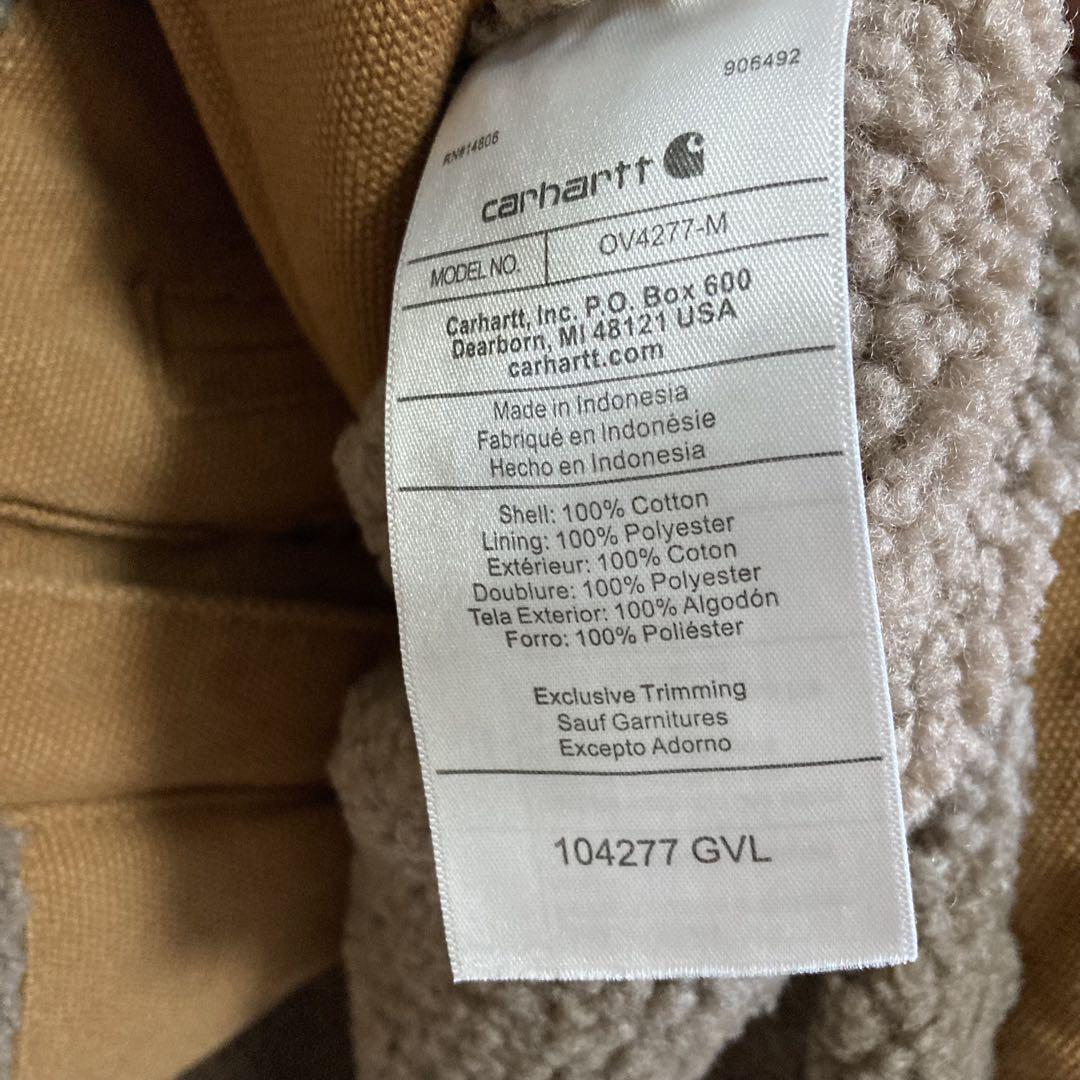 906492
RN#14806
carhartt
MODEL NO. OV4277-M
Carhartt, Inc. P.O. Box 600
Dearborn, MI 48121 USA
carhartt.com
Made in Indonesia
Fabriqué en Indonésie
Hecho en Indonesia
Shell: 100% Cotton
Lining: 100% Polyester
Extérieur: 100% Coton
Doublure: 100% Polyester
Tela Exterior: 100% Algodón
Forro: 100% Poliéster
Exclusive Trimming
Sauf Garnitures
Excepto Adorno
104277 GVL